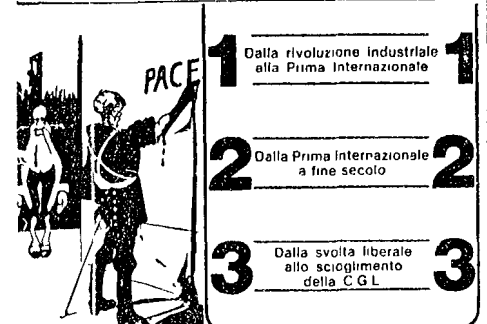 PACE
1 Dalla rivoluzione industriale 1
alla Prima Internazionale
2 Dalla Prima Internazionale 2
a fine secolo
3 Dalla svolta liberale 3
allo scioglimento
della C G L